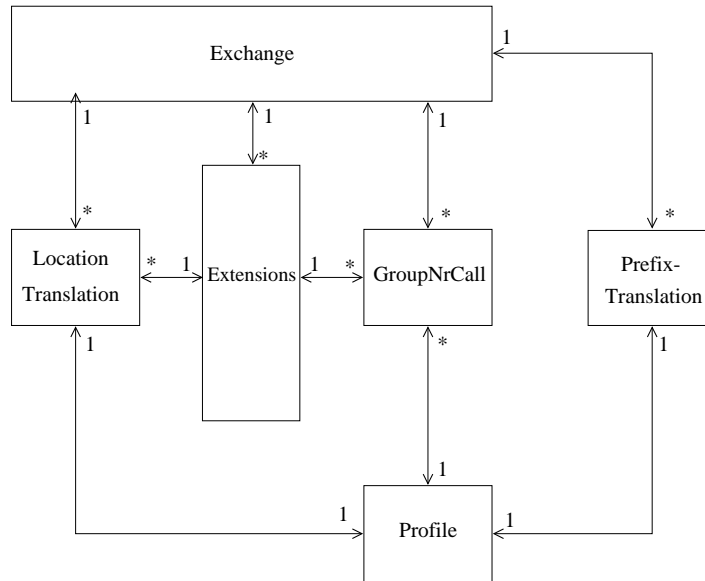 Exchange
1
1
1
1
*
*
*
*
Location
Translation
*
1
Extensions
1
*
GroupNrCall
Prefix-
Translation
1
*
1
1
1
Profile
1